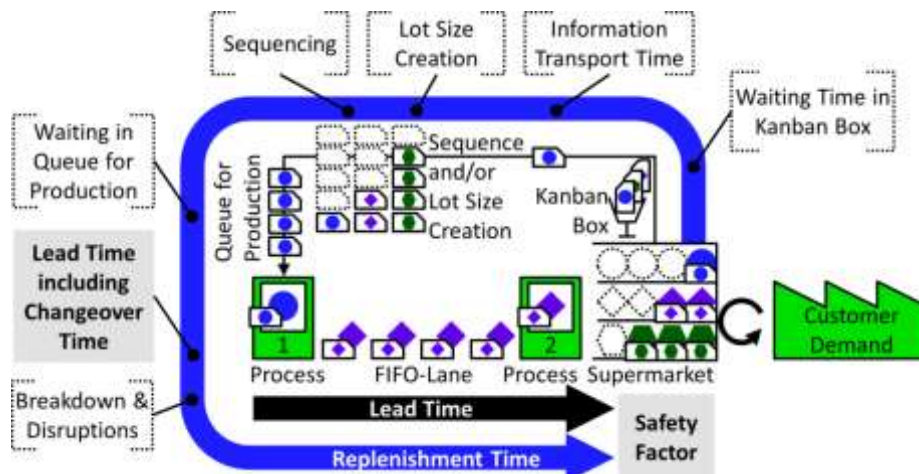 Sequencing
Lot Size
Creation
Information
Transport Time
Waiting Time in
Kanban Box
Waiting in
Queue for
Production
Queue for
Production
Sequence
and/or
Lot Size
Creation
Kanban
Box
Lead Time
including
Changeover
Time
1
2
Customer
Demand
Process
FIFO-Lane
Process
Supermarket
Breakdown &
Disruptions
Lead Time
Safety
Factor
Replenishment Time